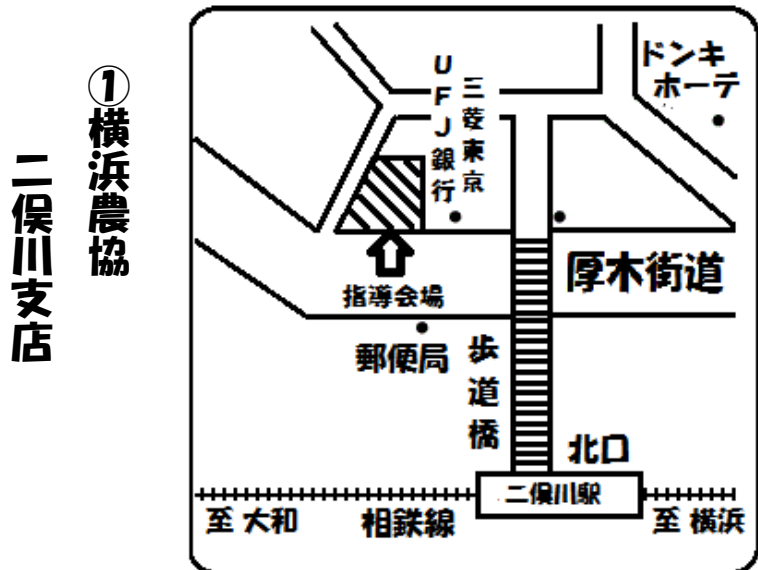 ①横浜農協
二俣川支店
ドンキ
ホーテ
三菱東京
UFJ銀行
厚木街道
指導会場
郵便局
歩道橋
北口
二俣川駅
至 大和
相鉄線
至 横浜